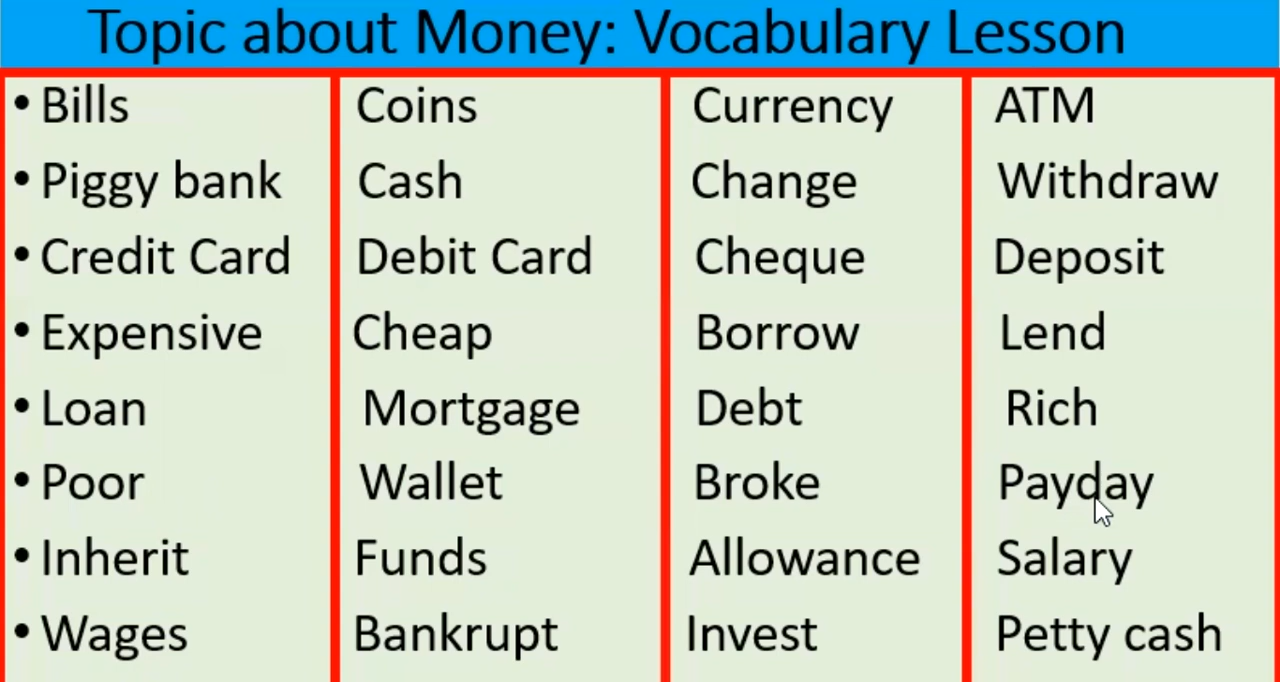 Topic about Money: Vocabulary Lesson
• Bills Coins Currency ATM
• Piggy bank Cash Change Withdraw
• Credit Card Debit Card Cheque Deposit
• Expensive Cheap Borrow Lend
• Loan Mortgage Debt Rich
• Poor Wallet Broke Payday
• Inherit Funds Allowance Salary
• Wages Bankrupt Invest Petty cash